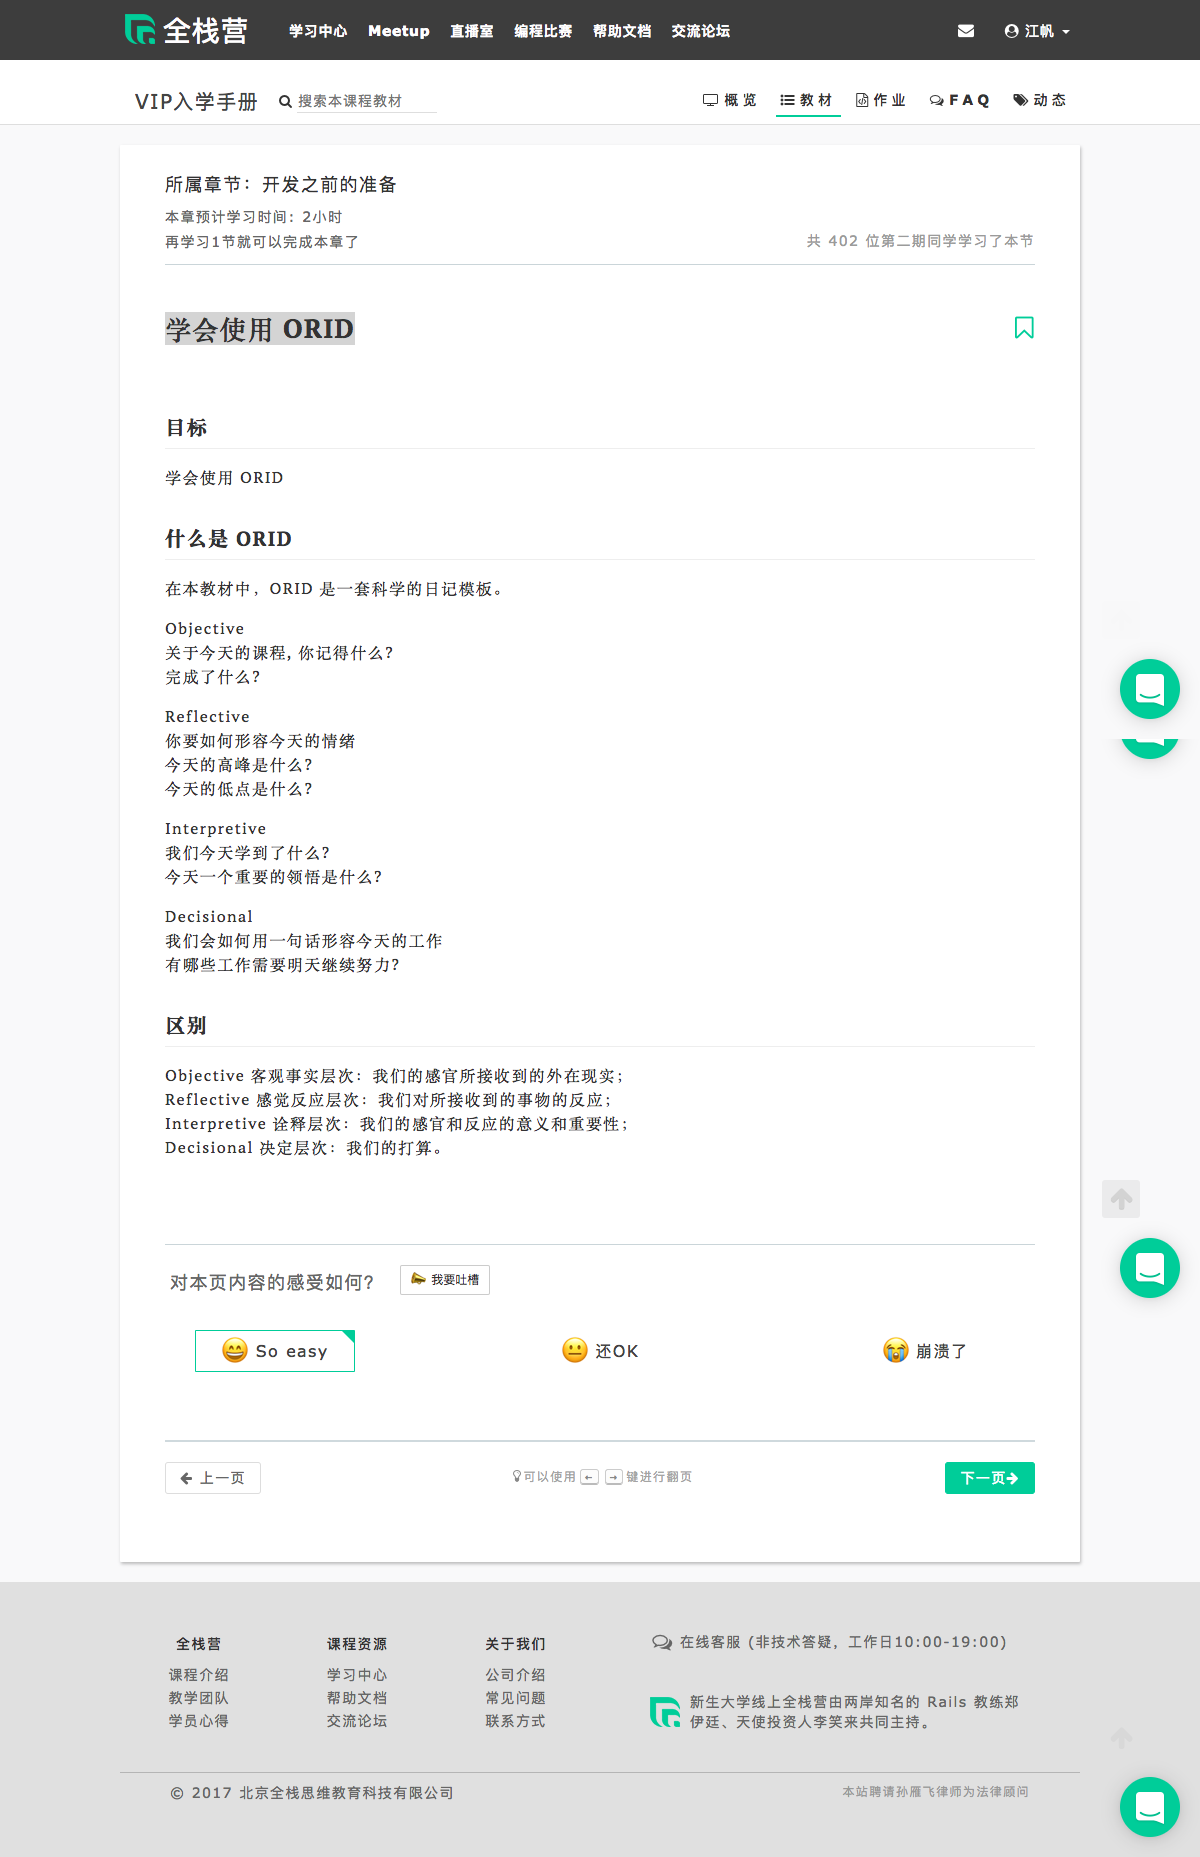 全栈营
学习中心 Meetup 直播室 编程比赛 帮助文档 交流论坛
江帆
VIP入学手册
搜索本课程教材
概览 教材 作业 FAQ 动态
所属章节：开发之前的准备
本章预计学习时间：2小时
再学习1节就可以完成本章了
共 402 位第二期同学学习了本节
学会使用 ORID
目标
学会使用 ORID
什么是 ORID
在本教材中，ORID 是一套科学的日记模板。
Objective
关于今天的课程, 你记得什么?
完成了什么?
Reflective
你要如何形容今天的情绪
今天的高峰是什么?
今天的低点是什么?
Interpretive
我们今天学到了什么?
今天一个重要的领悟是什么?
Decisional
我们会如何用一句话形容今天的工作
有哪些工作需要明天继续努力?
区别
Objective 客观事实层次：我们的感官所接收到的外在现实；
Reflective 感觉反应层次：我们对所接收到的事物的反应；
Interpretive 诠释层次：我们的感官和反应的意义和重要性；
Decisional 决定层次：我们的打算。
对本页内容的感受如何?
我要吐槽
So easy 还OK 崩溃了
上一页
可以使用 ← → 键进行翻页
下一页
全栈营
课程介绍
教学团队
学员心得
课程资源
学习中心
帮助文档
交流论坛
关于我们
公司介绍
常见问题
联系方式
在线客服 (非技术答疑，工作日10:00-19:00)
新生大学线上全栈营由两岸知名的 Rails 教练郑
伊廷、天使投资人李笑来共同主持。
© 2017 北京全栈思维教育科技有限公司
本站聘请孙雁飞律师为法律顾问